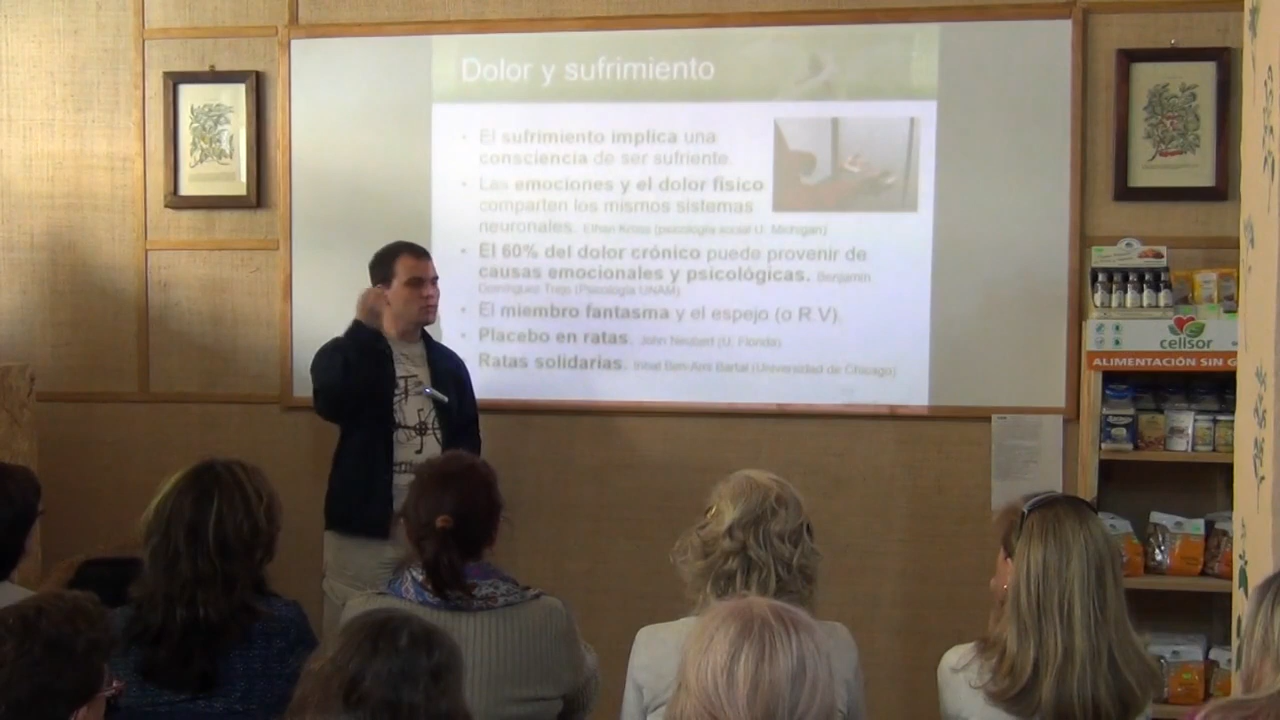 Dolor y sufrimiento
• El sufrimiento implica una
consciencia de ser sufriente.
• Las emociones y el dolor físico
comparten los mismos sistemas
neuronales. Ethan Kross (psicología social U. Michigan)
• El 60% del dolor crónico puede provenir de
causas emocionales y psicológicas. Benjamín
Domínguez Trejo (Psicología UNAM)
• El miembro fantasma y el espejo (o R.V)
• Placebo en ratas. John Neubert (U. Florida)
• Ratas solidarias. Inbal Ben-Ami Bartal (Universidad de Chicago)
cellsor
ALIMENTACIÓN SIN G